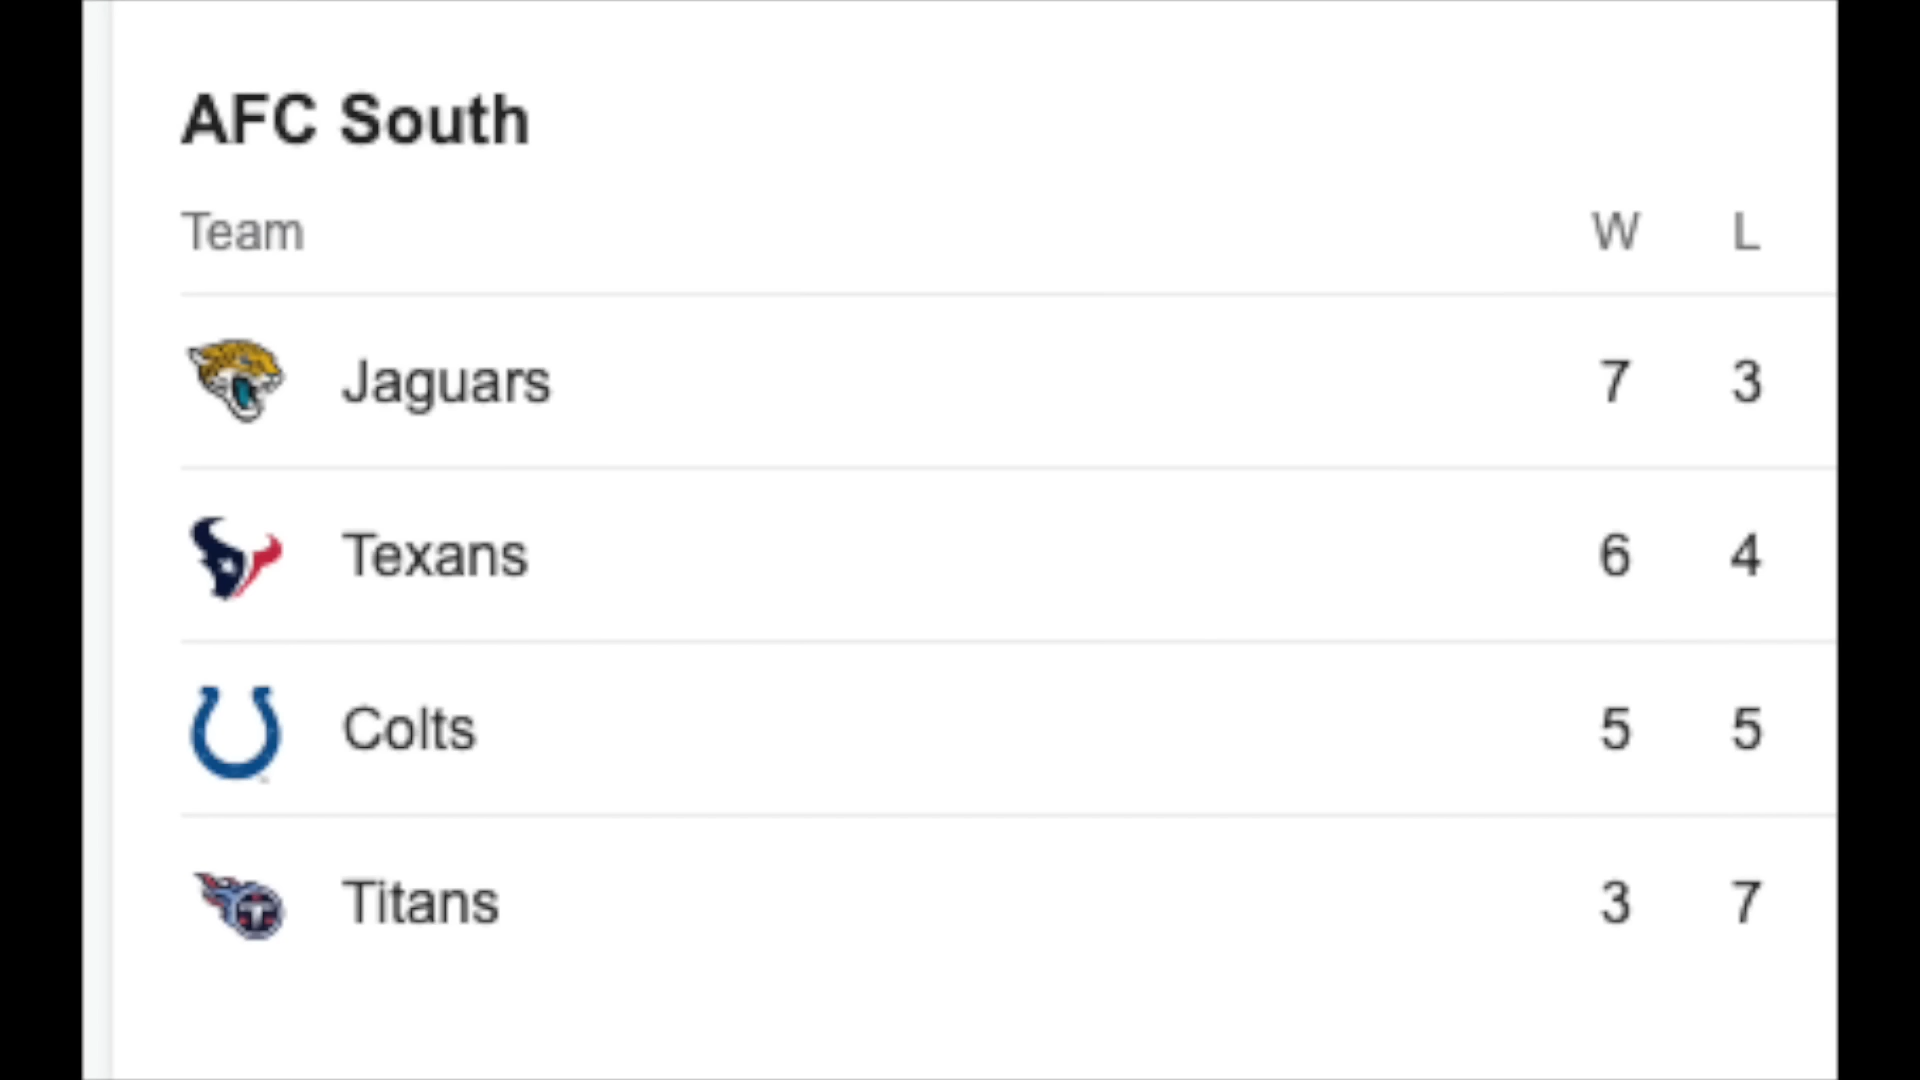 AFC South
Team W L
Jaguars 7 3
Texans 6 4
Colts 5 5
Titans 3 7